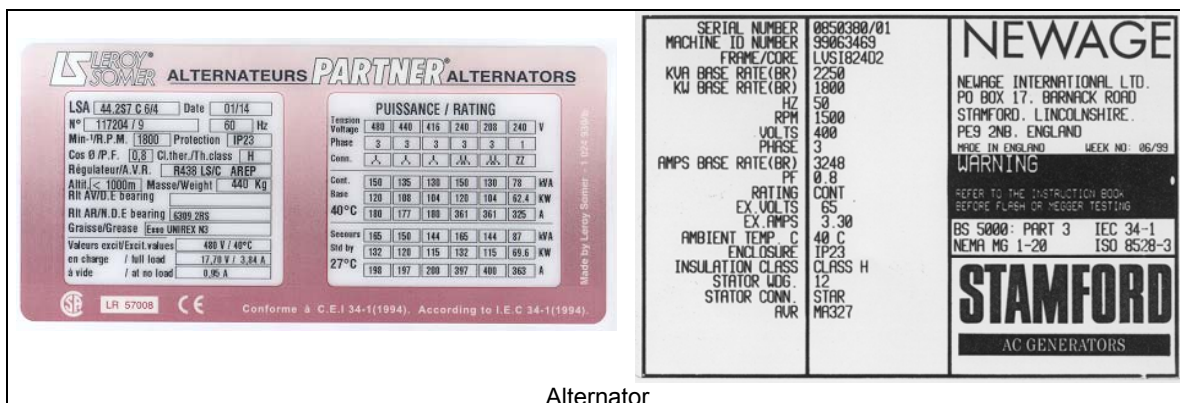 LS LEROY® SOMER ALTERNATEURS PARTNER® ALTERNATORS
LSA 44.2S7 C 6/4 Date 01/14
N° 117204 / 9 60 Hz
Min-¹/R.P.M. 1800 Protection IP23
Cos Ø /P.F. 0,8 Cl.ther./Th.class H
Régulateur/A.V.R. R438 LS/C AREP
Altit. < 1000m Masse/Weight 440 Kg
Rlt AV/D.E bearing
Rlt AR/N.D.E bearing 6309 2RS
Graisse/Grease Esso UNIREX N3
Valeurs excit/Excit.values 480 V / 40°C
en charge / full load 17,70 V / 3,84 A
à vide / at no load 0,95 A
PUISSANCE / RATING
Tension
Voltage 480 440 416 240 208 240 V
Phase 3 3 3 3 3 1
Conn. ZZ
Cont. 150 135 130 150 130 78 kVA
Base 120 108 104 120 104 62.4 KW
40°C 180 177 180 361 361 325 A
Secours 165 150 144 165 144 87 kVA
Std by 132 120 115 132 115 69.6 KW
27°C 198 197 200 397 400 363 A
Made by Leroy Somer - 1 024 930/b
SA LR 57008 CE Conforme à C.E.I 34-1(1994). According to I.E.C 34-1(1994).
SERIAL NUMBER 0850380/01
MACHINE ID NUMBER 99063469
FRAME/CORE LVSI824D2
KVA BASE RATE(BR) 2250
KW BASE RATE(BR) 1800
HZ 50
RPM 1500
VOLTS 400
PHASE 3
AMPS BASE RATE(BR) 3248
PF 0.8
RATING CONT
EX.VOLTS 65
EX.AMPS 3.30
AMBIENT TEMP. C 40 C
ENCLOSURE IP23
INSULATION CLASS CLASS H
STATOR WDG. 12
STATOR CONN. STAR
AVR MA327
NEWAGE
NEWAGE INTERNATIONAL LTD.
PO BOX 17. BARNACK ROAD
STAMFORD. LINCOLNSHIRE.
PE9 2NB. ENGLAND
MADE IN ENGLAND WEEK NO: 06/99
WARNING
REFER TO THE INSTRUCTION BOOK
BEFORE FLASH OR MEGGER TESTING
BS 5000: PART 3 IEC 34-1
NEMA MG 1-20 ISO 8528-3
STAMFORD
AC GENERATORS
Alternator